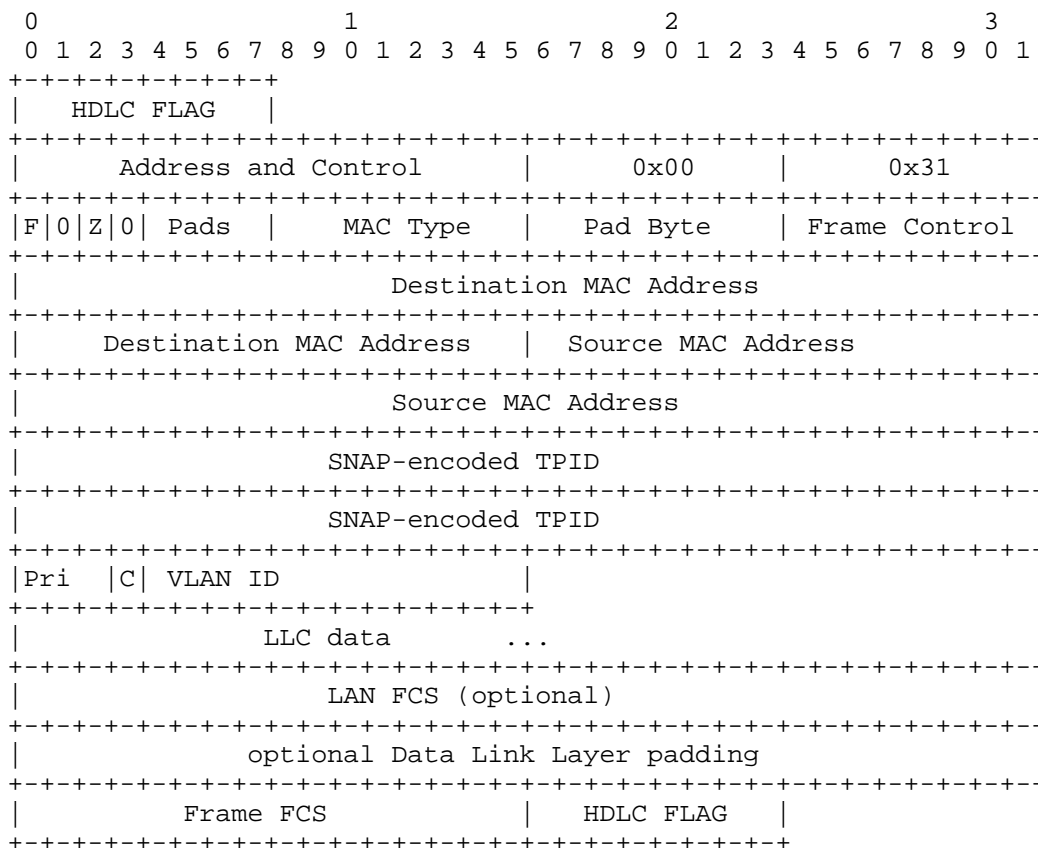 0                   1                   2                   3
 0 1 2 3 4 5 6 7 8 9 0 1 2 3 4 5 6 7 8 9 0 1 2 3 4 5 6 7 8 9 0 1
+-+-+-+-+-+-+-+-+
|   HDLC FLAG   |
+-+-+-+-+-+-+-+-+-+-+-+-+-+-+-+-+-+-+-+-+-+-+-+-+-+-+-+-+-+-+-+--
|      Address and Control      |      0x00     |      0x31
+-+-+-+-+-+-+-+-+-+-+-+-+-+-+-+-+-+-+-+-+-+-+-+-+-+-+-+-+-+-+-+--
|F|0|Z|0| Pads  |    MAC Type   |   Pad Byte    | Frame Control
+-+-+-+-+-+-+-+-+-+-+-+-+-+-+-+-+-+-+-+-+-+-+-+-+-+-+-+-+-+-+-+--
|                       Destination MAC Address
+-+-+-+-+-+-+-+-+-+-+-+-+-+-+-+-+-+-+-+-+-+-+-+-+-+-+-+-+-+-+-+--
|     Destination MAC Address   |  Source MAC Address
+-+-+-+-+-+-+-+-+-+-+-+-+-+-+-+-+-+-+-+-+-+-+-+-+-+-+-+-+-+-+-+--
|                       Source MAC Address
+-+-+-+-+-+-+-+-+-+-+-+-+-+-+-+-+-+-+-+-+-+-+-+-+-+-+-+-+-+-+-+--
|                   SNAP-encoded TPID
+-+-+-+-+-+-+-+-+-+-+-+-+-+-+-+-+-+-+-+-+-+-+-+-+-+-+-+-+-+-+-+--
|                   SNAP-encoded TPID
+-+-+-+-+-+-+-+-+-+-+-+-+-+-+-+-+-+-+-+-+-+-+-+-+-+-+-+-+-+-+-+--
|Pri  |C| VLAN ID               |
+-+-+-+-+-+-+-+-+-+-+-+-+-+-+-+-+
|               LLC data       ...
+-+-+-+-+-+-+-+-+-+-+-+-+-+-+-+-+-+-+-+-+-+-+-+-+-+-+-+-+-+-+-+--
|                   LAN FCS (optional)
+-+-+-+-+-+-+-+-+-+-+-+-+-+-+-+-+-+-+-+-+-+-+-+-+-+-+-+-+-+-+-+--
|              optional Data Link Layer padding
+-+-+-+-+-+-+-+-+-+-+-+-+-+-+-+-+-+-+-+-+-+-+-+-+-+-+-+-+-+-+-+--
|          Frame FCS            |   HDLC FLAG   |
+-+-+-+-+-+-+-+-+-+-+-+-+-+-+-+-+-+-+-+-+-+-+-+-+